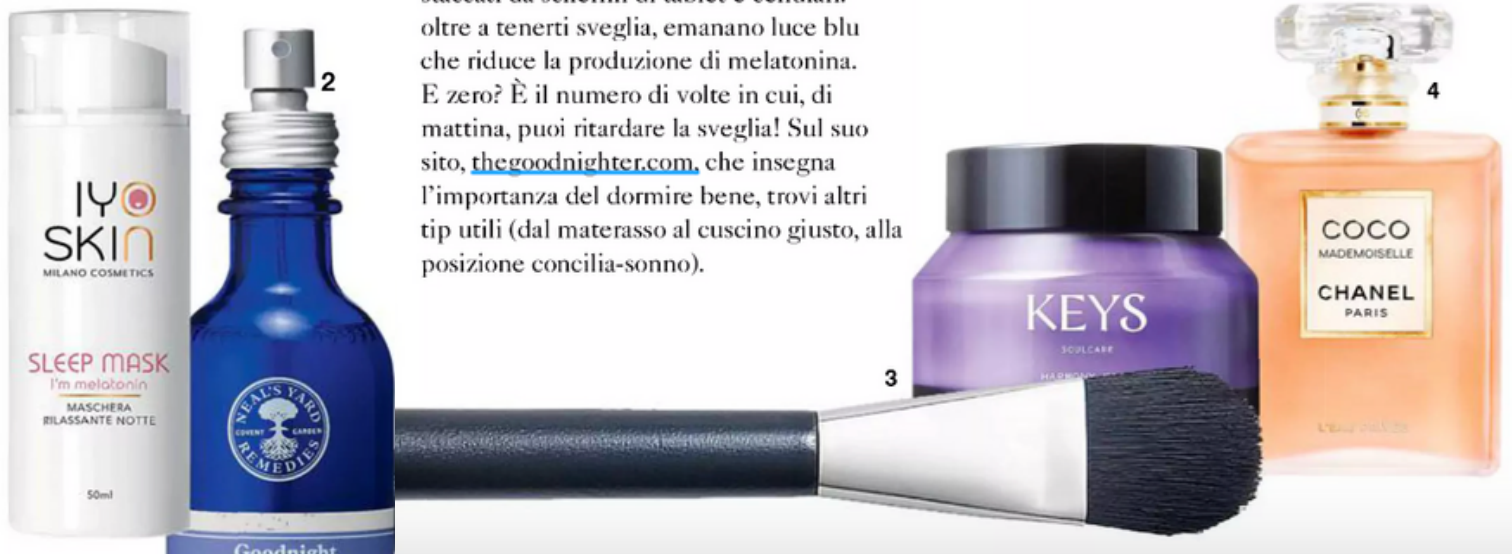 IYO
SKIN
MILANO COSMETICS
SLEEP MASK
I'm melatonin
MASCHERA
RILASSANTE NOTTE
50ml
2
NEAL'S YARD
COVENT GARDEN
REMEDIES
Goodnight
oltre a tenerti sveglia, emanano luce blu
che riduce la produzione di melatonina.
E zero? È il numero di volte in cui, di
mattina, puoi ritardare la sveglia! Sul suo
sito, thegoodnighter.com, che insegna
l'importanza del dormire bene, trovi altri
tip utili (dal materasso al cuscino giusto, alla
posizione concilia-sonno).
3
KEYS
SOULCARE
4
COCO
MADEMOISELLE
CHANEL
PARIS